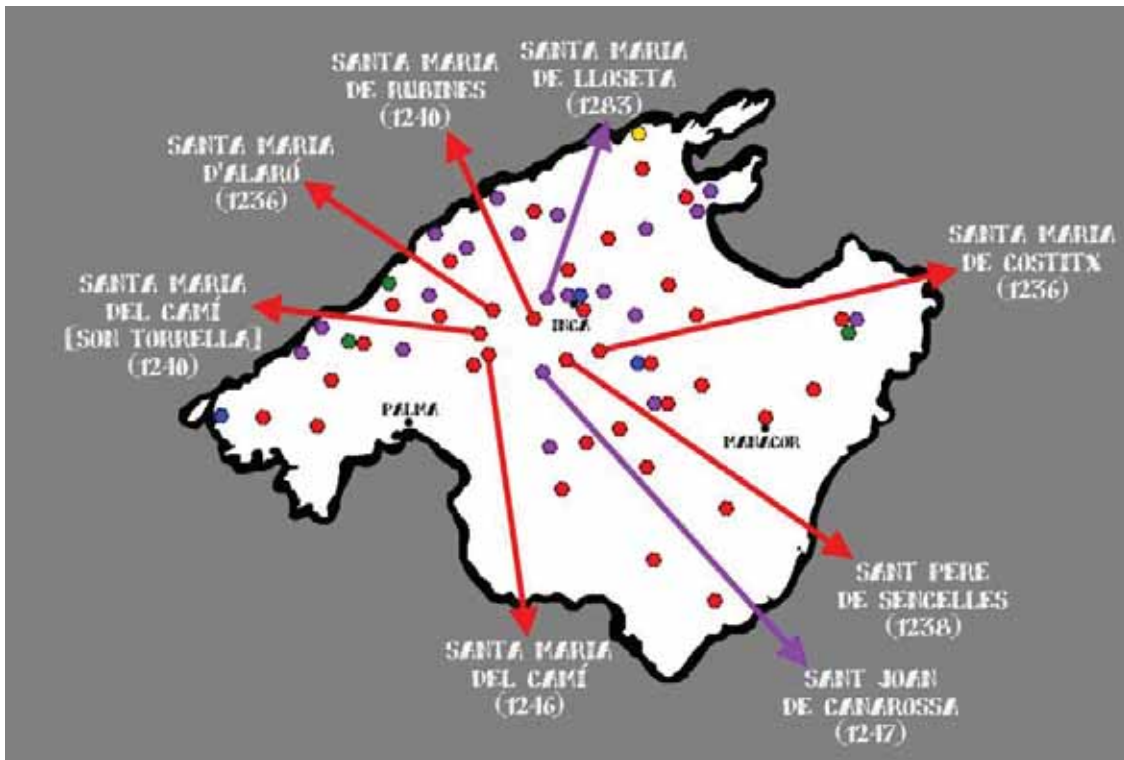 SANTA MARIA
DE RUBINES
(1240)
SANTA MARIA
DE LLOSETA
(1283)
SANTA MARIA
D'ALARÓ
(1236)
SANTA MARIA
DE COSTITX
(1236)
SANTA MARIA
DEL CAMÍ
[SON TORRELLA]
(1240)
INCA
PALMA
MANACOR
SANT PERE
DE SENCELLES
(1238)
SANTA MARIA
DEL CAMÍ
(1246)
SANT JOAN
DE CANAROSSA
(1247)